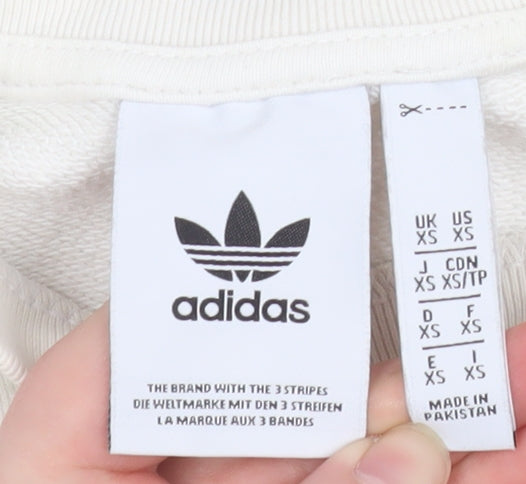 adidas
THE BRAND WITH THE 3 STRIPES
DIE WELTMARKE MIT DEN 3 STREIFEN
LA MARQUE AUX 3 BANDES
UK US
XS XS
J CDN
XS XS/TP
D F
XS XS
E I
XS XS
MADE IN
PAKISTAN